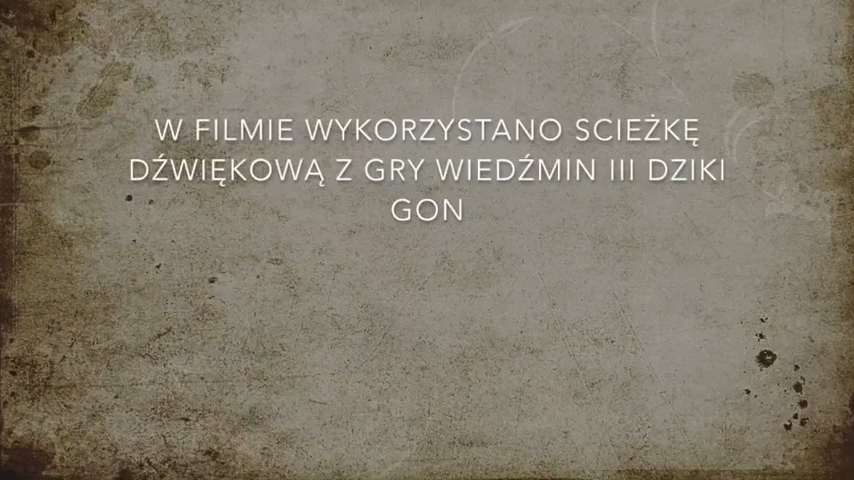 W FILMIE WYKORZYSTANO SCIEŻKĘ
DŹWIĘKOWĄ Z GRY WIEDŹMIN III DZIKI
GON